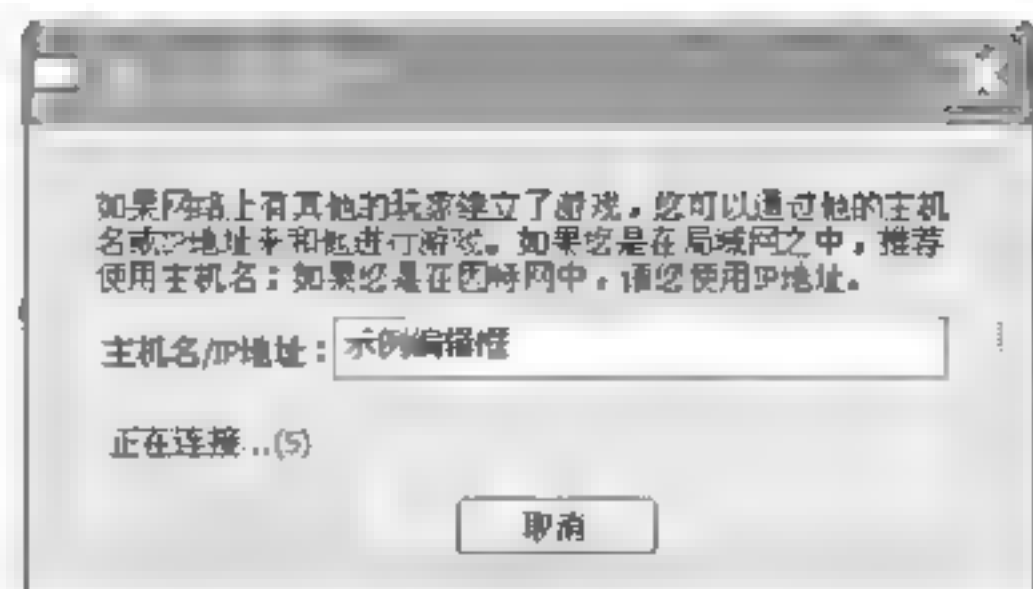 如果网络上有其他的玩家建立了游戏，您可以通过他的主机
名或IP地址来和他进行游戏。如果您是在局域网之中，推荐
使用主机名；如果您是在因特网中，请您使用IP地址。
主机名/IP地址：示例编辑框
正在连接...(5)
取消